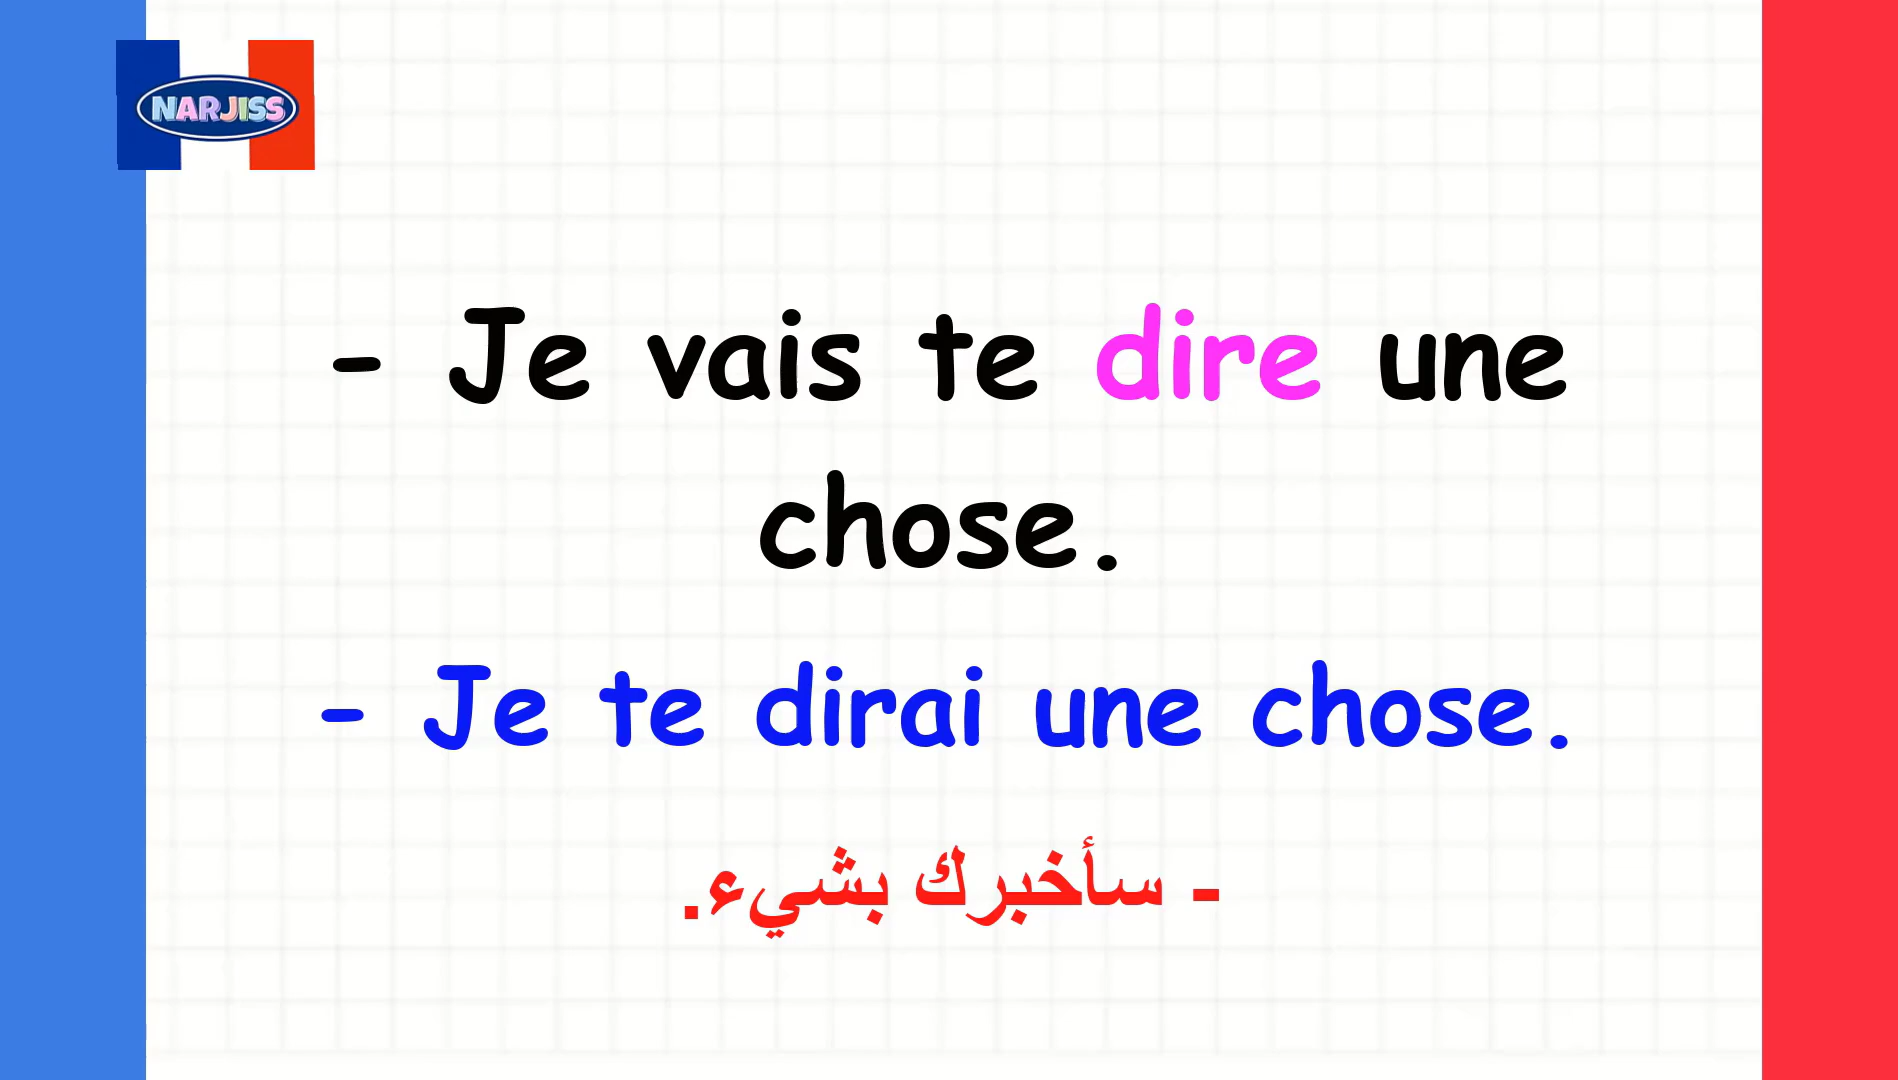 NARJISS
- Je vais te dire une
chose.
- Je te dirai une chose.
- سأخبرك بشيء.